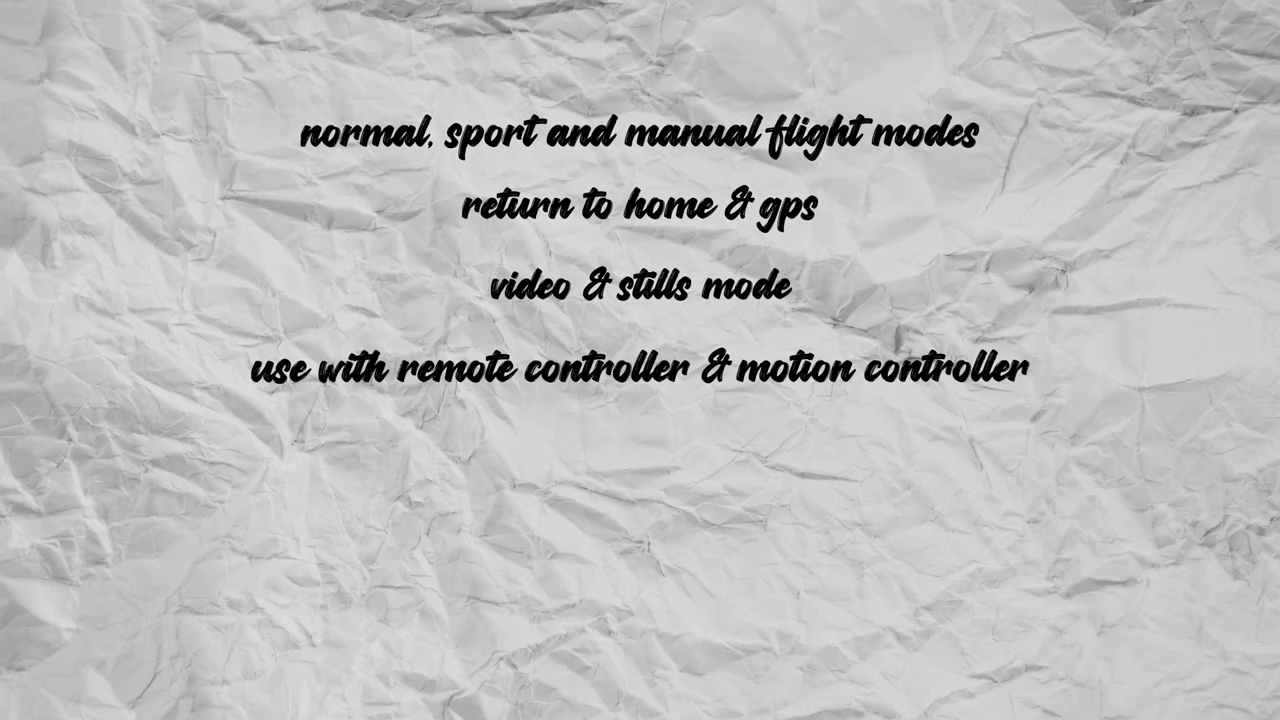 normal, sport and manual flight modes
return to home & gps
video & stills mode
use with remote controller & motion controller